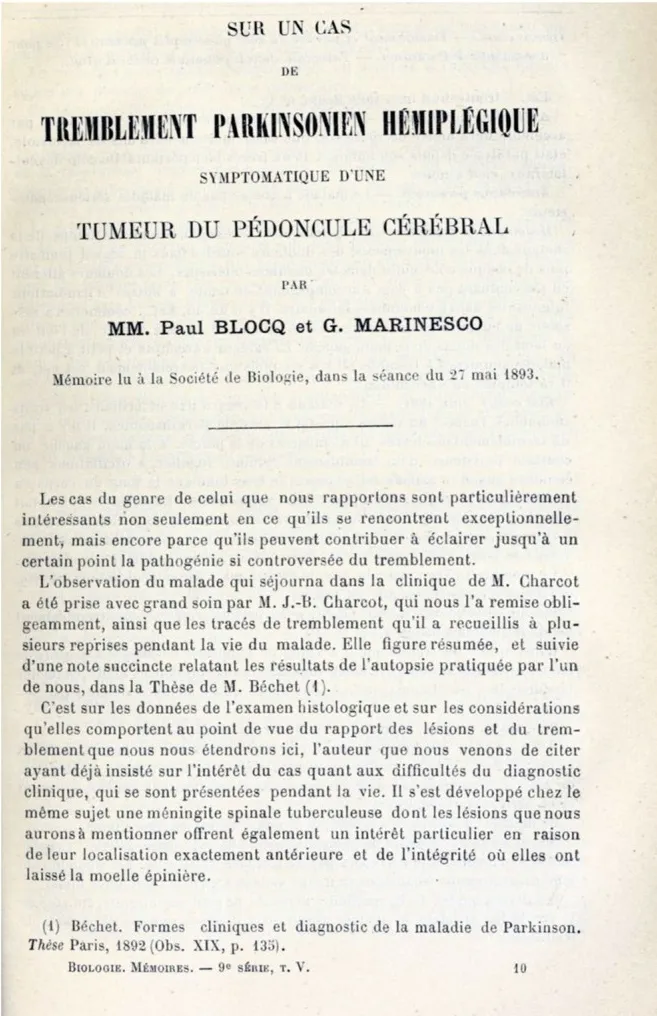 SUR UN CAS
DE
TREMBLEMENT PARKINSONIEN HÉMIPLÉGIQUE
SYMPTOMATIQUE D'UNE
TUMEUR DU PÉDONCULE CÉRÉBRAL
PAR
MM. Paul BLOCQ et G. MARINESCO
Mémoire lu à la Société de Biologie, dans la séance du 27 mai 1893.
Les cas du genre de celui que nous rapportons sont particulièrement
intéressants non seulement en ce qu'ils se rencontrent exceptionnelle-
ment, mais encore parce qu'ils peuvent contribuer à éclairer jusqu'à un
certain point la pathogénie si controversée du tremblement.
L'observation du malade qui séjourna dans la clinique de M. Charcot
a été prise avec grand soin par M. J.-B. Charcot, qui nous l'a remise obli-
geamment, ainsi que les tracés de tremblement qu'il a recueillis à plu-
sieurs reprises pendant la vie du malade. Elle figure résumée, et suivie
d'une note succincte relatant les résultats de l'autopsie pratiquée par l'un
de nous, dans la Thèse de M. Béchet (1).
C'est sur les données de l'examen histologique et sur les considérations
qu'elles comportent au point de vue du rapport des lésions et du trem-
blement que nous nous étendrons ici, l'auteur que nous venons de citer
ayant déjà insisté sur l'intérêt du cas quant aux difficultés du diagnostic
clinique, qui se sont présentées pendant la vie. Il s'est développé chez le
même sujet une méningite spinale tuberculeuse dont les lésions que nous
aurons à mentionner offrent également un intérêt particulier en raison
de leur localisation exactement antérieure et de l'intégrité où elles ont
laissé la moelle épinière.
(1) Béchet. Formes cliniques et diagnostic de la maladie de Parkinson.
Thèse Paris, 1892 (Obs. XIX, p. 135).
BIOLOGIE. MÉMOIRES. — 9e SÉRIE, T. V. 10